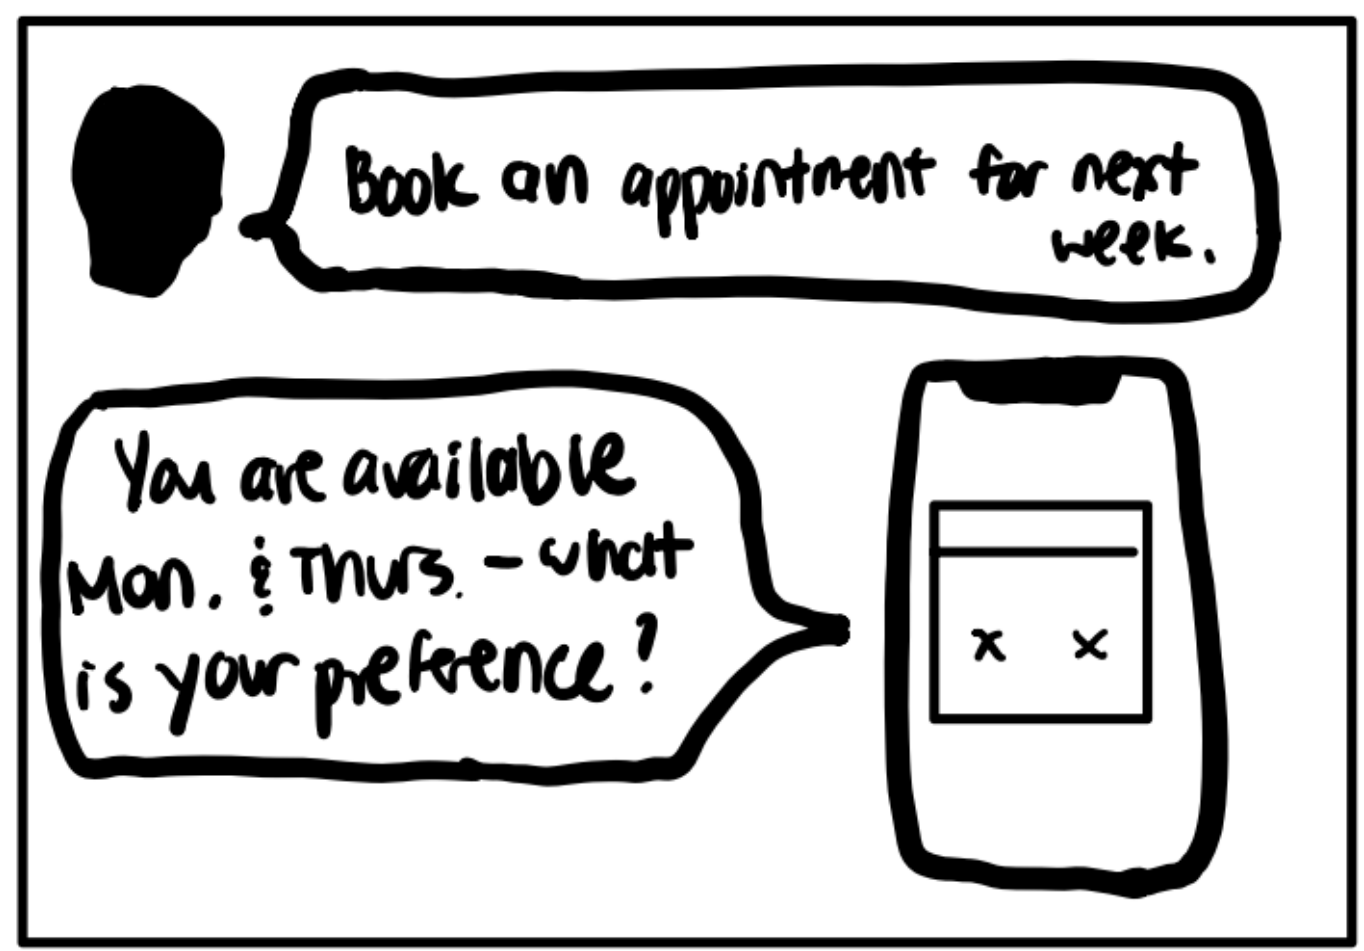 Book an appointment for next
week.
You are available
Mon. & Thurs. - what
is your preference?
x x